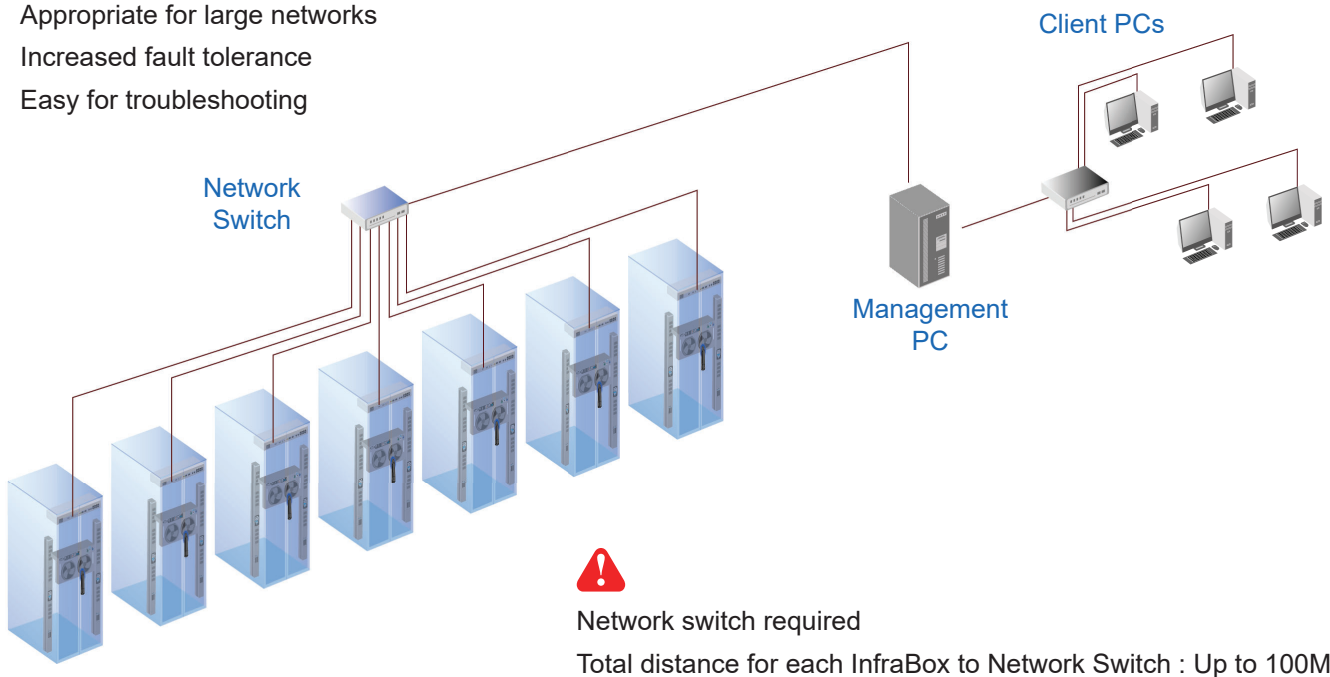 Appropriate for large networks
Increased fault tolerance
Easy for troubleshooting
Client PCs
Network
Switch
Management
PC
!
Network switch required
Total distance for each InfraBox to Network Switch : Up to 100M